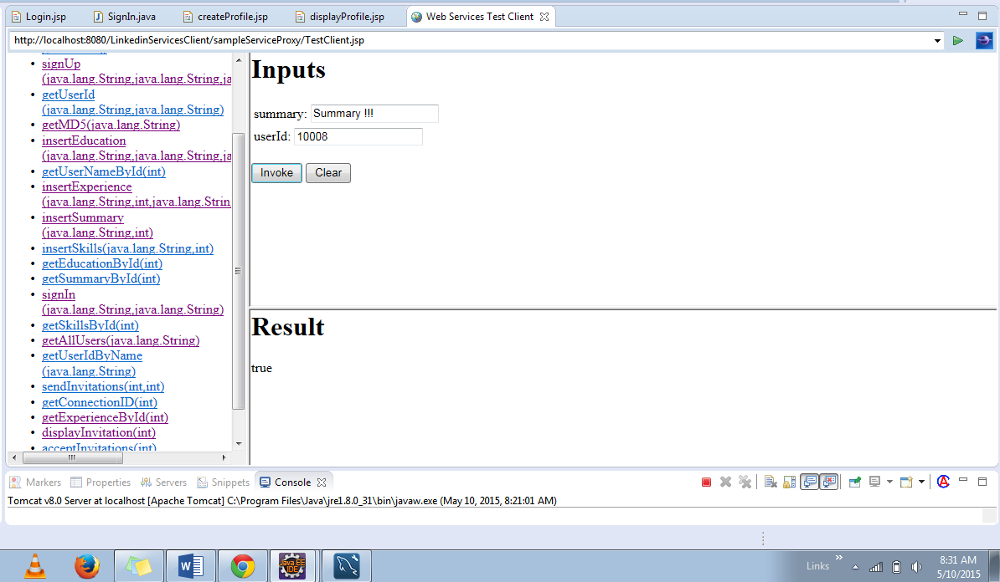 Login.jsp
SignIn.java
createProfile.jsp
displayProfile.jsp
Web Services Test Client
http://localhost:8080/LinkedinServicesClient/sampleServiceProxy/TestClient.jsp
signUp
(java.lang.String,java.lang.String,ja
getUserId
(java.lang.String,java.lang.String)
getMD5(java.lang.String)
insertEducation
(java.lang.String,java.lang.String,ja
getUserNameById(int)
insertExperience
(java.lang.String,int,java.lang.Strin
insertSummary
(java.lang.String,int)
insertSkills(java.lang.String,int)
getEducationById(int)
getSummaryById(int)
signIn
(java.lang.String,java.lang.String)
getSkillsById(int)
getAllUsers(java.lang.String)
getUserIdByName
(java.lang.String)
sendInvitations(int,int)
getConnectionID(int)
getExperienceById(int)
displayInvitation(int)
acceptInvitations(int)
Inputs
summary: Summary !!!
userId: 10008
Invoke Clear
Result
true
Markers Properties Servers Snippets Console
Tomcat v8.0 Server at localhost [Apache Tomcat] C:\Program Files\Java\jre1.8.0_31\bin\javaw.exe (May 10, 2015, 8:21:01 AM)
Java EE
IDE
Links
8:31 AM
5/10/2015